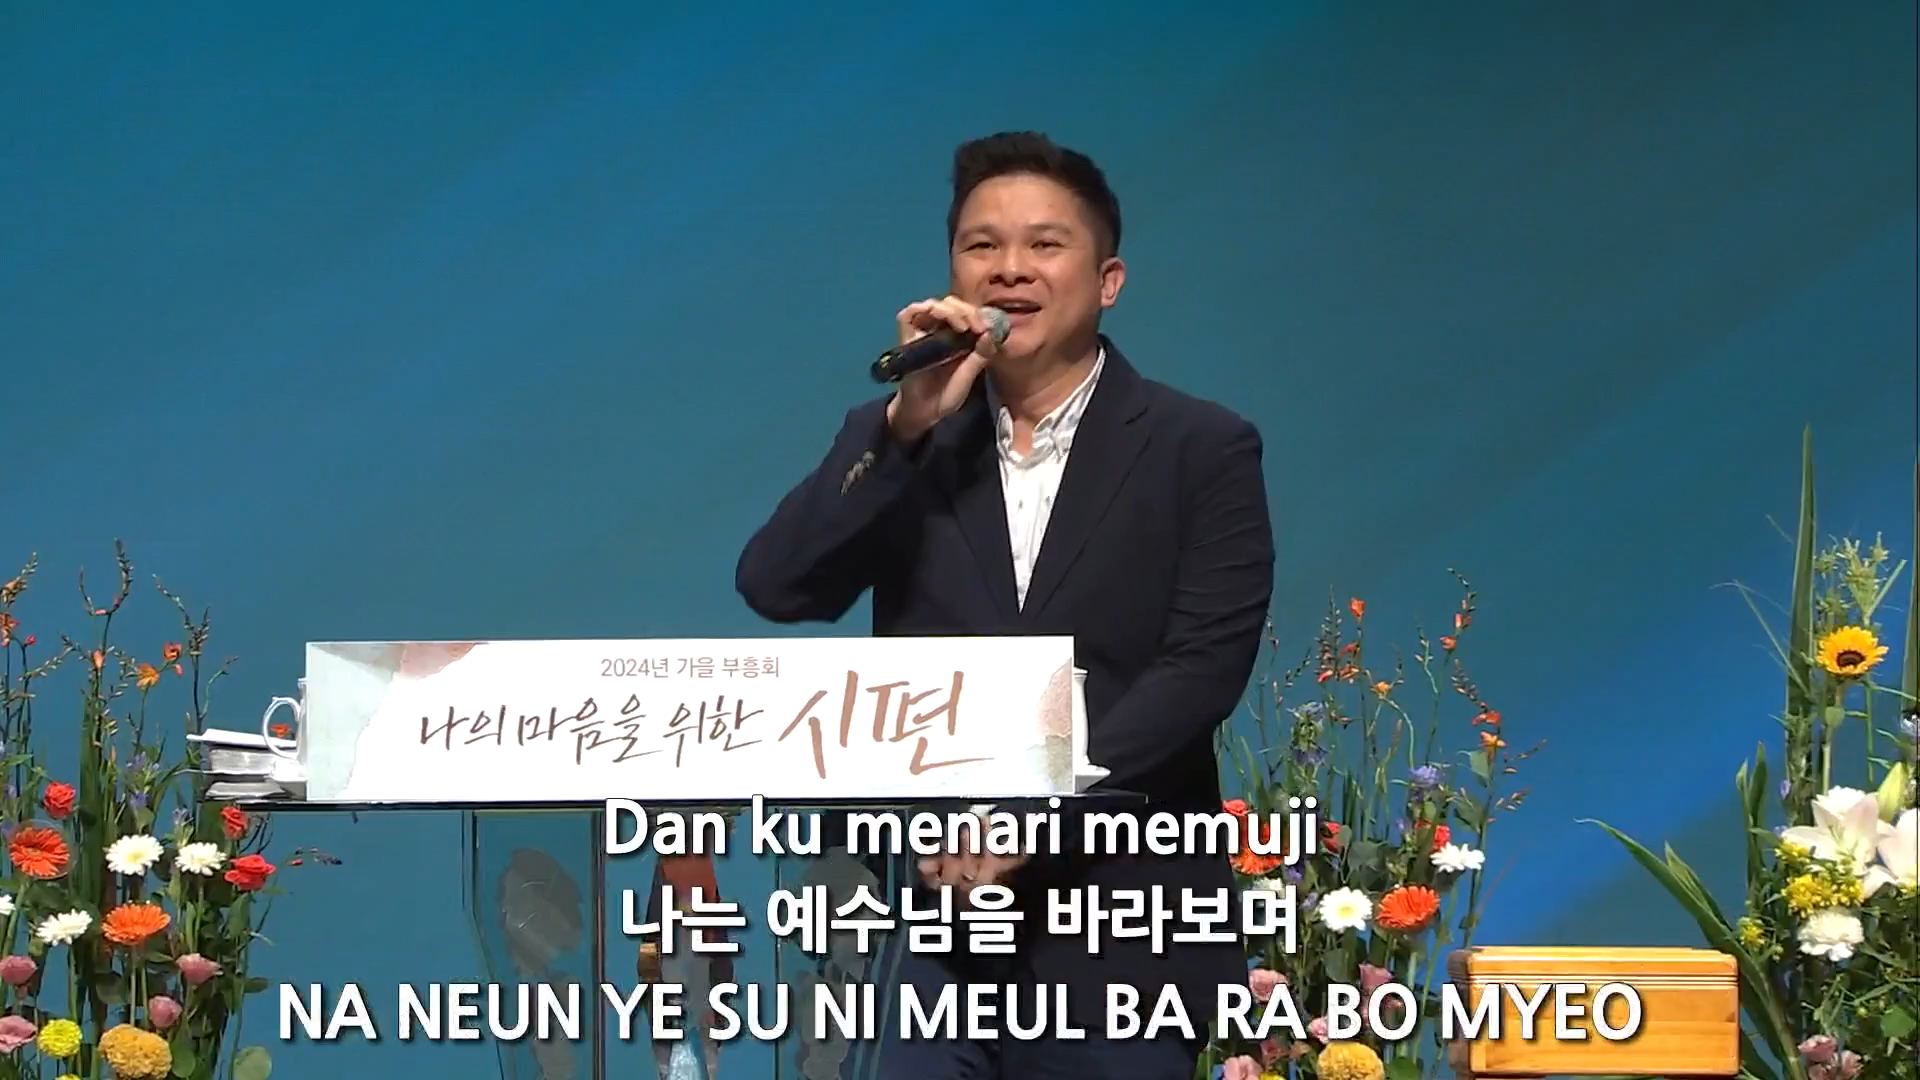 2024년 가을 부흥회
나의 마음을 위한 시편
Dan ku menari memuji
나는 예수님을 바라보며
NA NEUN YE SU NI MEUL BA RA BO MYEO